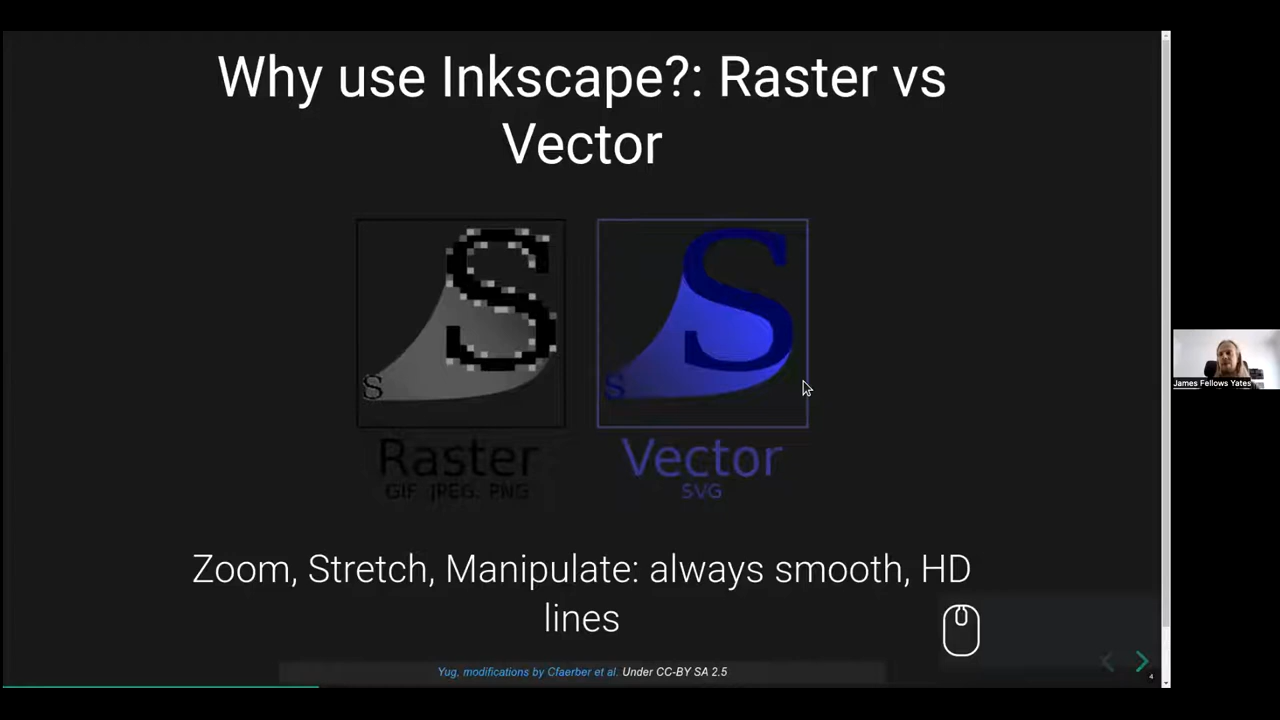 Why use Inkscape?: Raster vs
Vector
S
S
S
S
Raster
GIF, JPEG, PNG
Vector
SVG
Zoom, Stretch, Manipulate: always smooth, HD
lines
Yug, modifications by Cfaerber et al. Under CC-BY SA 2.5
4
James Fellows Yates